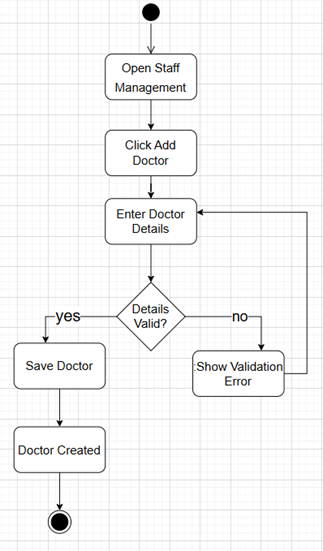 Open Staff
Management
Click Add
Doctor
Enter Doctor
Details
Details
Valid?
yes
no
Save Doctor
:Show Validation
Error
Doctor Created